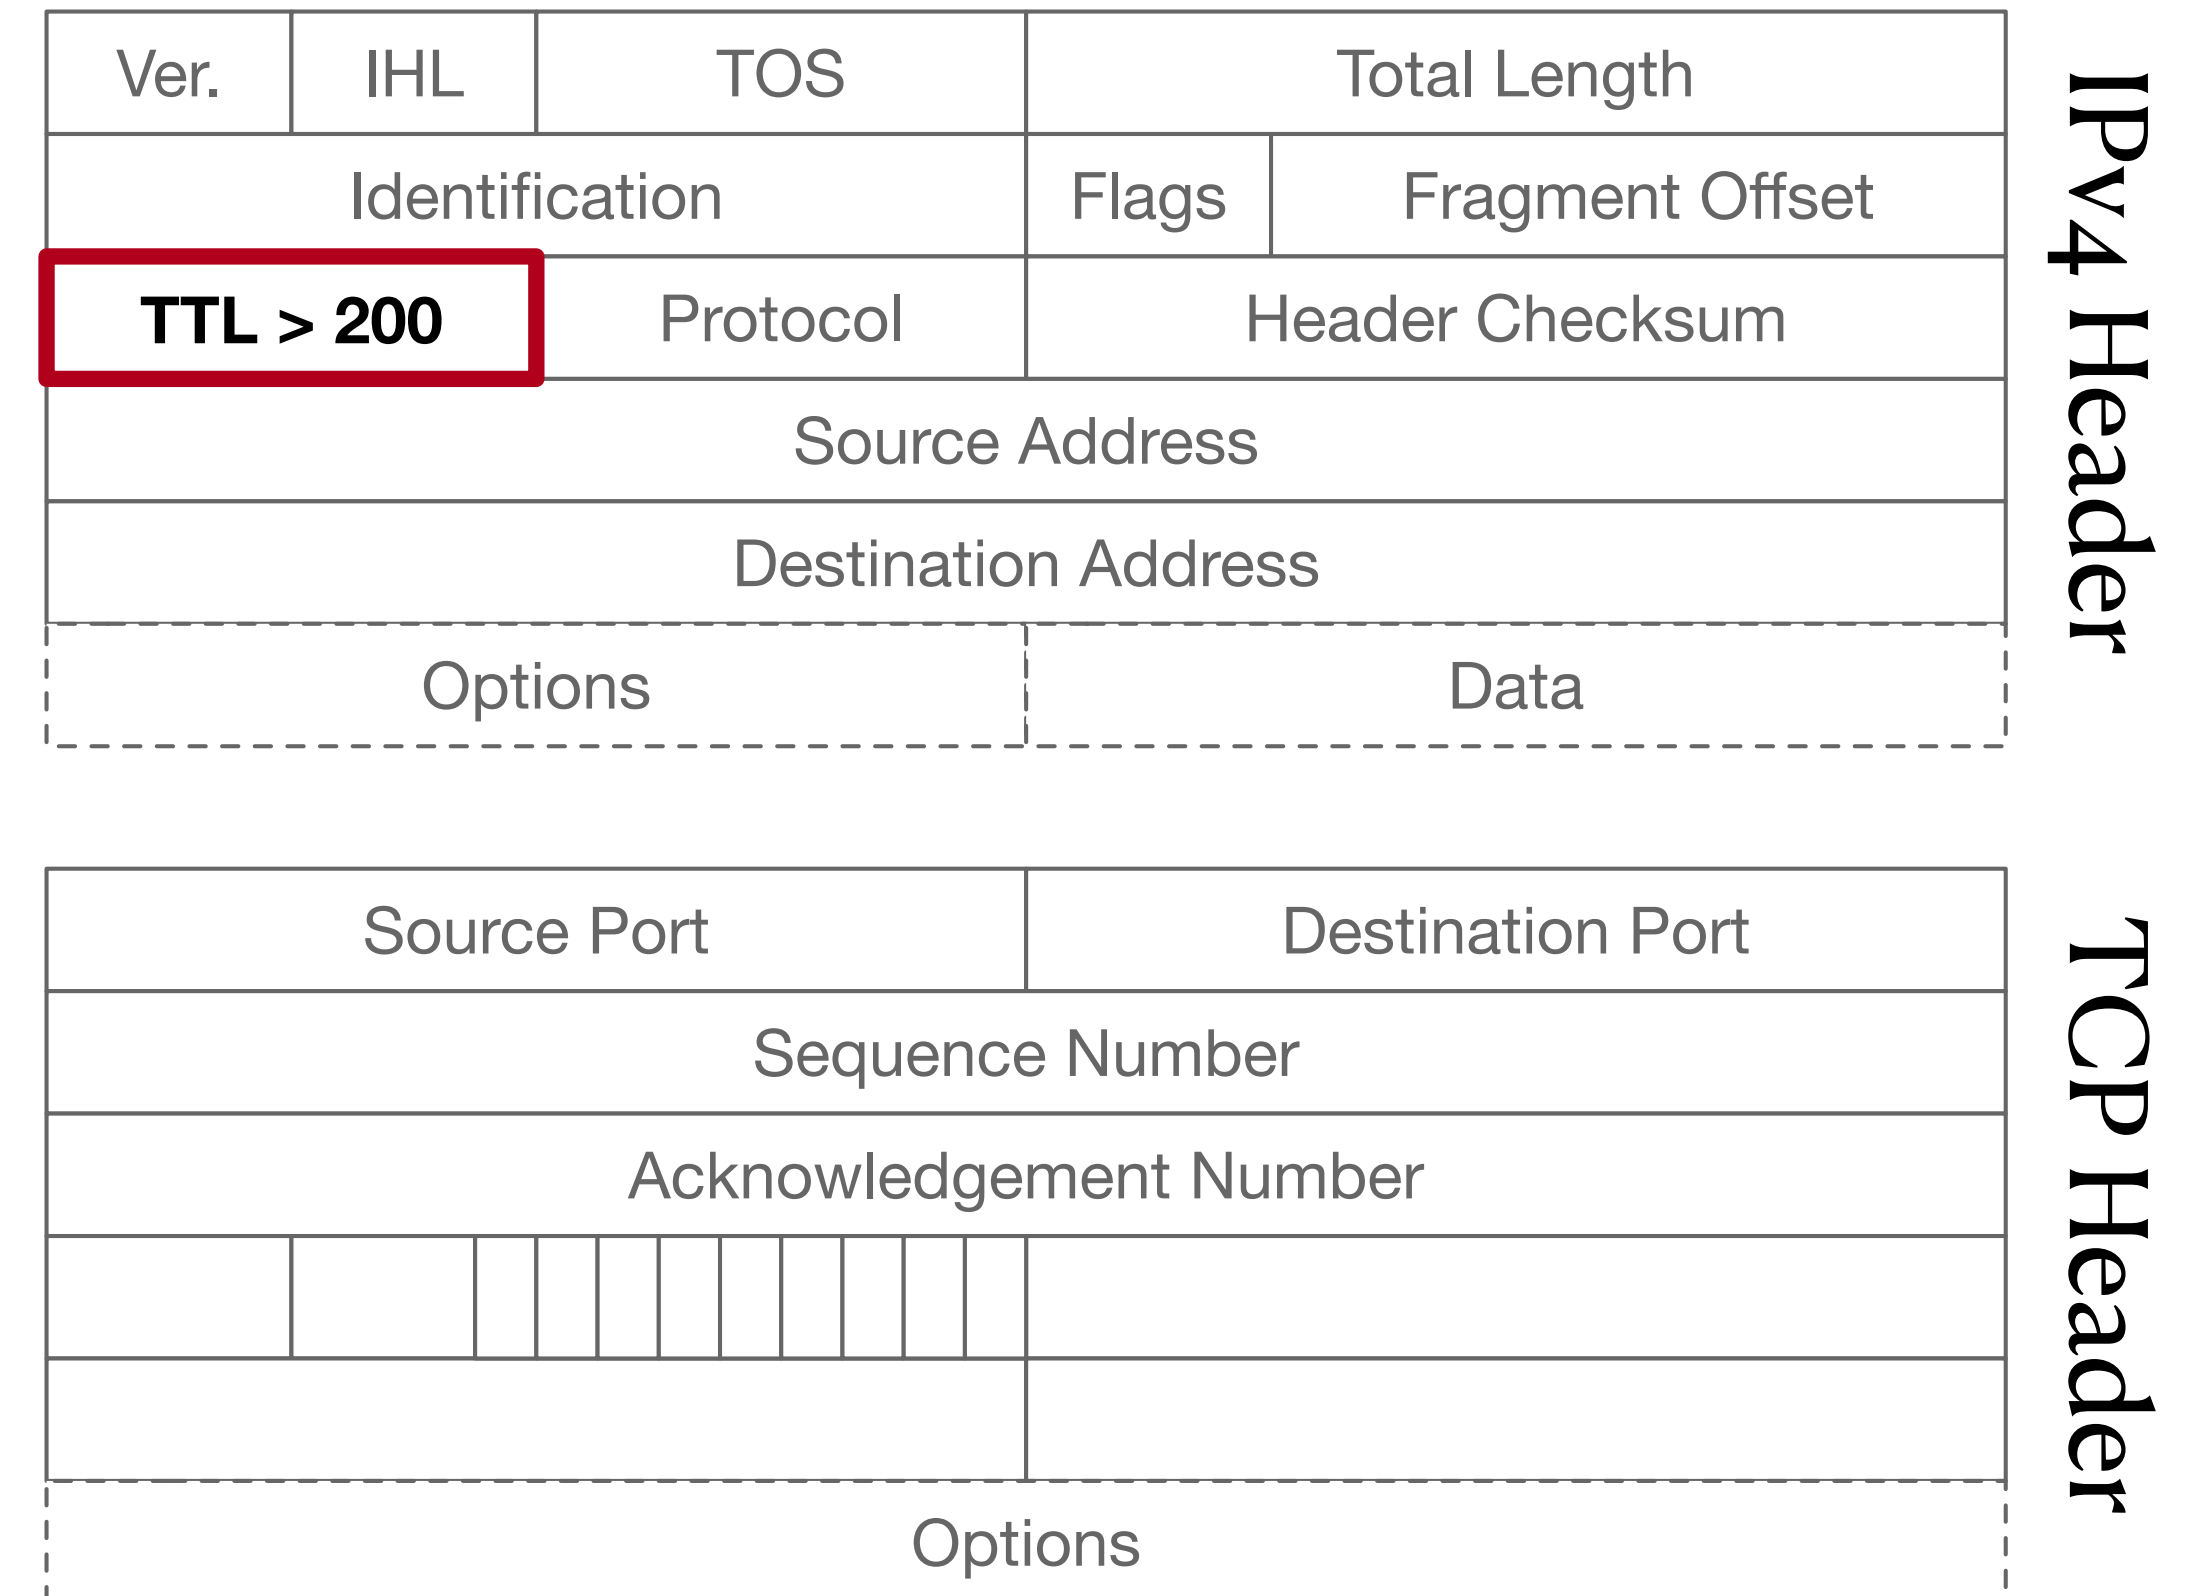 Ver. IHL TOS Total Length
Identification Flags Fragment Offset
TTL > 200 Protocol Header Checksum
Source Address
Destination Address
Options Data
IPv4 Header
Source Port Destination Port
Sequence Number
Acknowledgement Number
Options
TCP Header